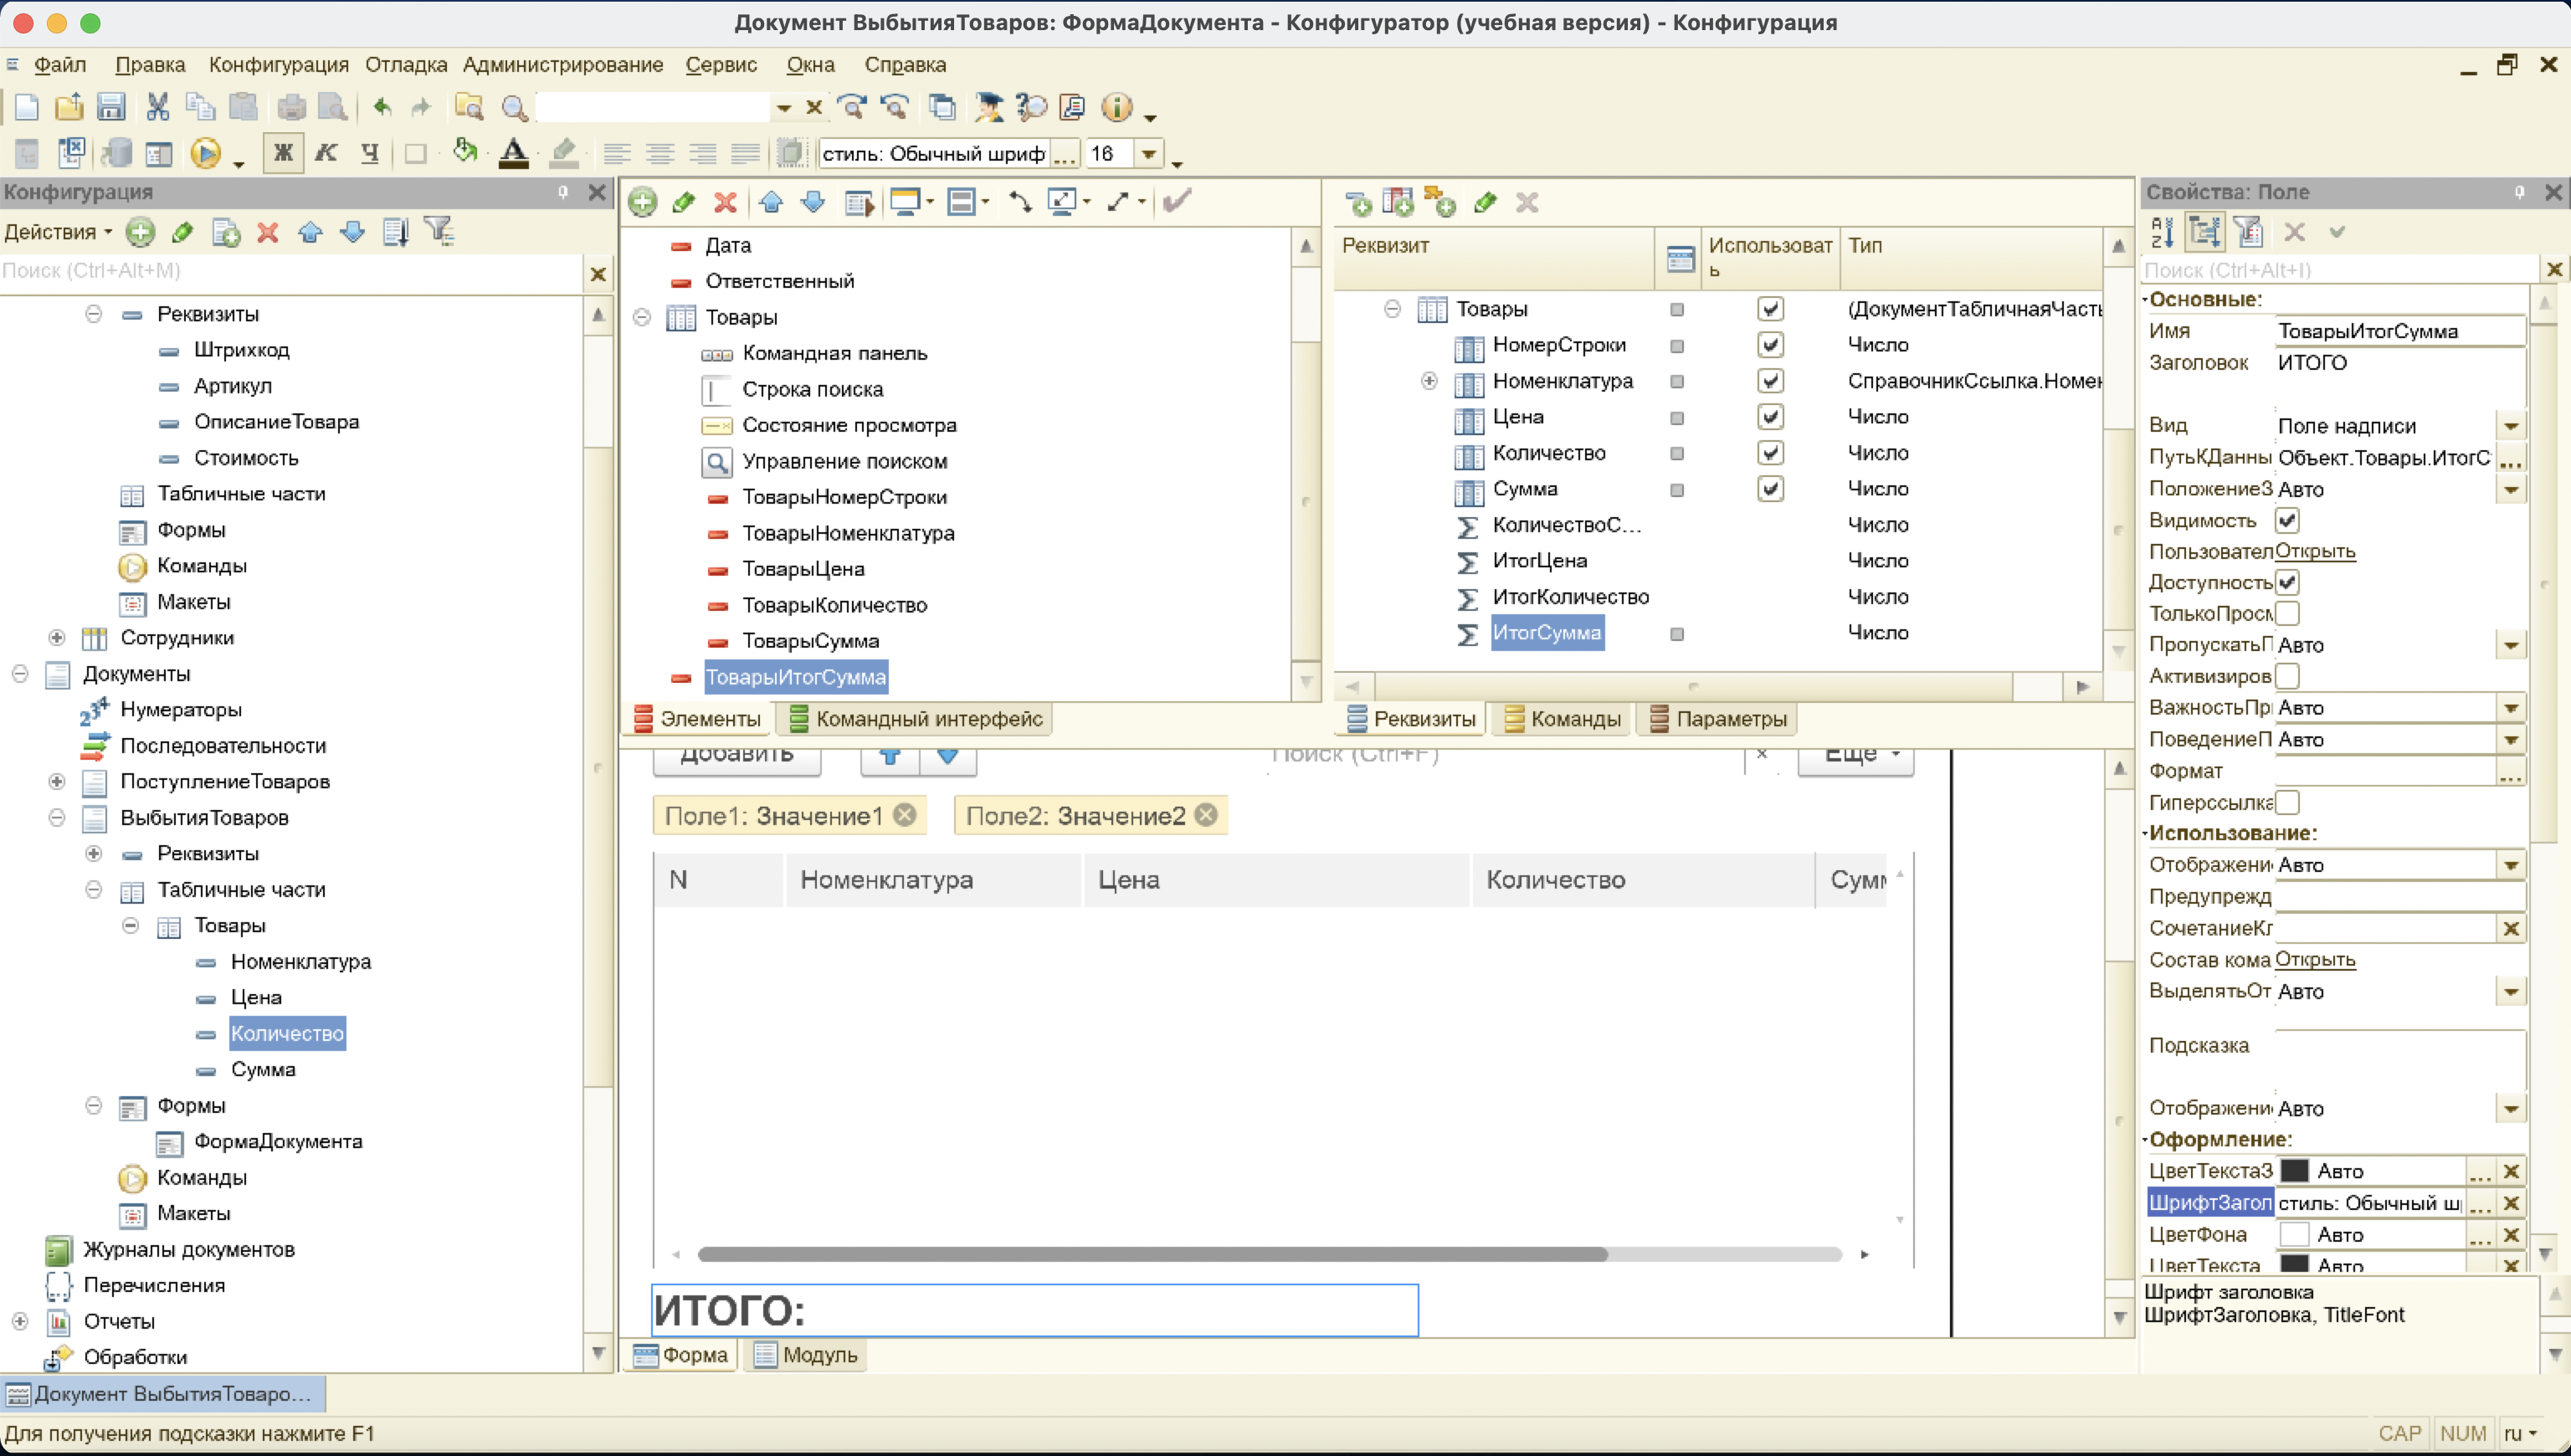 Документ ВыбытияТоваров: ФормаДокумента - Конфигуратор (учебная версия) - Конфигурация
Файл Правка Конфигурация Отладка Администрирование Сервис Окна Справка
Ж К Ч А стиль: Обычный шриф ... 16
Конфигурация
Действия
Поиск (Ctrl+Alt+M)
Реквизиты
Штрихкод
Артикул
ОписаниеТовара
Стоимость
Табличные части
Формы
Команды
Макеты
Сотрудники
Документы
Нумераторы
Последовательности
ПоступлениеТоваров
ВыбытияТоваров
Реквизиты
Табличные части
Товары
Номенклатура
Цена
Количество
Сумма
Формы
ФормаДокумента
Команды
Макеты
Журналы документов
Перечисления
Отчеты
Обработки
Дата
Ответственный
Товары
Командная панель
Строка поиска
Состояние просмотра
Управление поиском
ТоварыНомерСтроки
ТоварыНоменклатура
ТоварыЦена
ТоварыКоличество
ТоварыСумма
ТоварыИтогСумма
Элементы Командный интерфейс
Реквизит Использоват
ь Тип
Товары (ДокументТабличнаяЧасть
НомерСтроки Число
Номенклатура СправочникСсылка.Номен
Цена Число
Количество Число
Сумма Число
КоличествоС... Число
ИтогЦена Число
ИтогКоличество Число
ИтогСумма Число
Реквизиты Команды Параметры
Добавить Поиск (Ctrl+F) × Еще
Поле1: Значение1 Поле2: Значение2
N Номенклатура Цена Количество Сумм
ИТОГО:
Форма Модуль
Свойства: Поле
Поиск (Ctrl+Alt+I)
Основные:
Имя ТоварыИтогСумма
Заголовок ИТОГО
Вид Поле надписи
ПутьКДанны Объект.Товары.ИтогС ...
ПоложениеЗ Авто
Видимость
Пользовател Открыть
Доступность
ТолькоПросм
ПропускатьП Авто
Активизиров
ВажностьПр Авто
ПоведениеП Авто
Формат ...
Гиперссылка
Использование:
Отображени Авто
Предупрежд
СочетаниеКл
Состав кома Открыть
ВыделятьОт Авто
Подсказка
Отображени Авто
Оформление:
ЦветТекстаЗ Авто ...
ШрифтЗагол стиль: Обычный ш ...
ЦветФона Авто ...
ЦветТекста Авто
Шрифт заголовка
ШрифтЗаголовка, TitleFont
Документ ВыбытияТоваро...
Для получения подсказки нажмите F1
CAP NUM ru